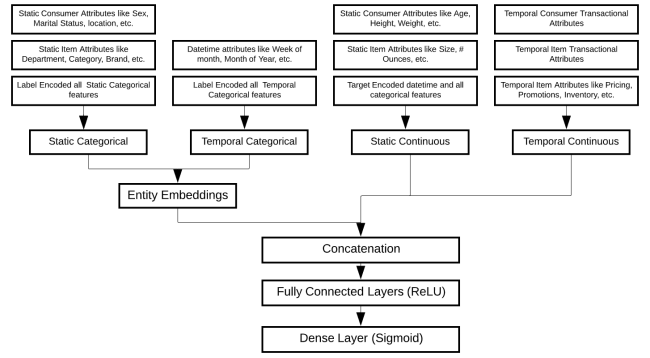 Static Consumer Attributes like Sex,
Marital Status, location, etc.
Static Consumer Attributes like Age,
Height, Weight, etc.
Temporal Consumer Transactional
Attributes
Static Item Attributes like
Department, Category, Brand, etc.
Datetime attributes like Week of
month, Month of Year, etc.
Static Item Attributes like Size, #
Ounces, etc.
Temporal Item Transactional
Attributes
Label Encoded all  Static Categorical
features
Label Encoded all  Temporal
Categorical features
Target Encoded datetime and all
categorical features
Temporal Item Attributes like Pricing,
Promotions, Inventory, etc.
Static Categorical
Temporal Categorical
Static Continuous
Temporal Continuous
Entity Embeddings
Concatenation
Fully Connected Layers (ReLU)
Dense Layer (Sigmoid)